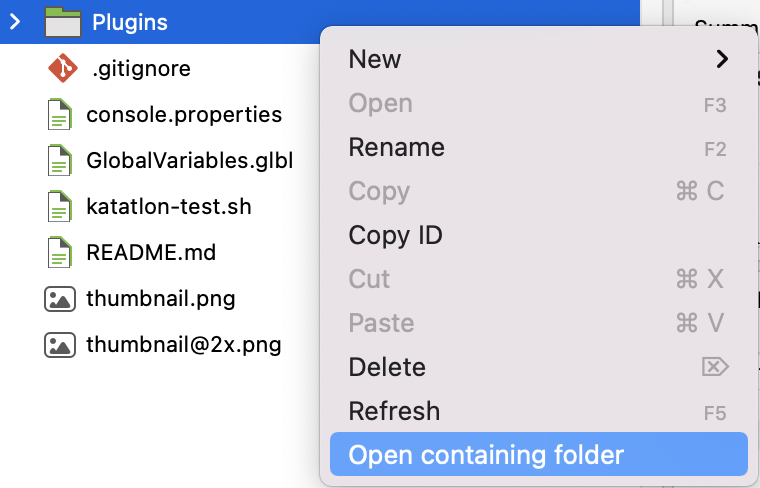 Plugins
.gitignore
console.properties
GlobalVariables.glbl
katatlon-test.sh
README.md
thumbnail.png
thumbnail@2x.png
New
Open F3
Rename F2
Copy ⌘ C
Copy ID
Cut ⌘ X
Paste ⌘ V
Delete ⌦
Refresh F5
Open containing folder